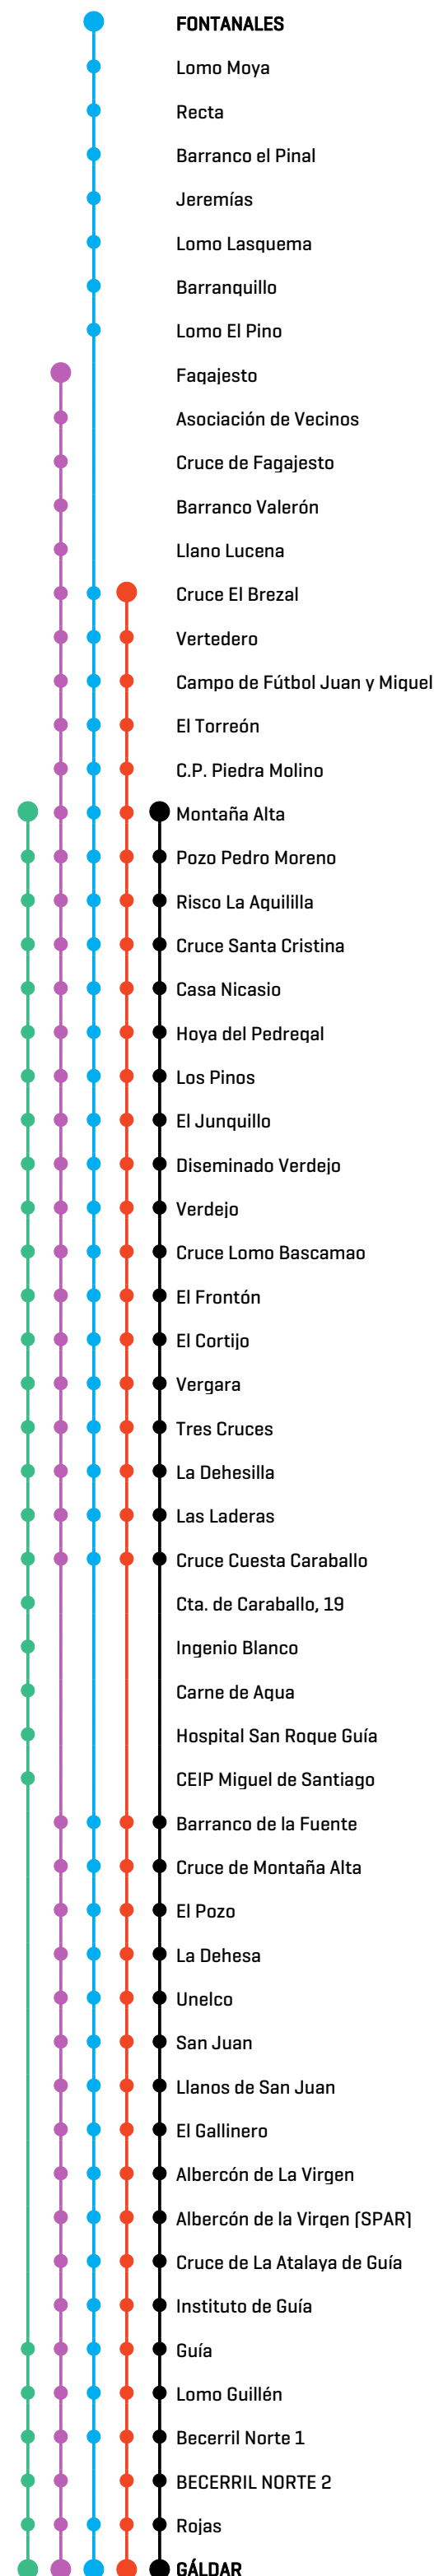 FONTANALES
Lomo Moya
Recta
Barranco el Pinal
Jeremías
Lomo Lasquema
Barranquillo
Lomo El Pino
Fagajesto
Asociación de Vecinos
Cruce de Fagajesto
Barranco Valerón
Llano Lucena
Cruce El Brezal
Vertedero
Campo de Fútbol Juan y Miguel
El Torreón
C.P. Piedra Molino
Montaña Alta
Pozo Pedro Moreno
Risco La Aguililla
Cruce Santa Cristina
Casa Nicasio
Hoya del Pedregal
Los Pinos
El Junquillo
Diseminado Verdejo
Verdejo
Cruce Lomo Bascamao
El Frontón
El Cortijo
Vergara
Tres Cruces
La Dehesilla
Las Laderas
Cruce Cuesta Caraballo
Cta. de Caraballo, 19
Ingenio Blanco
Carne de Agua
Hospital San Roque Guía
CEIP Miguel de Santiago
Barranco de la Fuente
Cruce de Montaña Alta
El Pozo
La Dehesa
Unelco
San Juan
Llanos de San Juan
El Gallinero
Albercón de La Virgen
Albercón de la Virgen (SPAR)
Cruce de La Atalaya de Guía
Instituto de Guía
Guía
Lomo Guillén
Becerril Norte 1
BECERRIL NORTE 2
Rojas
GÁLDAR